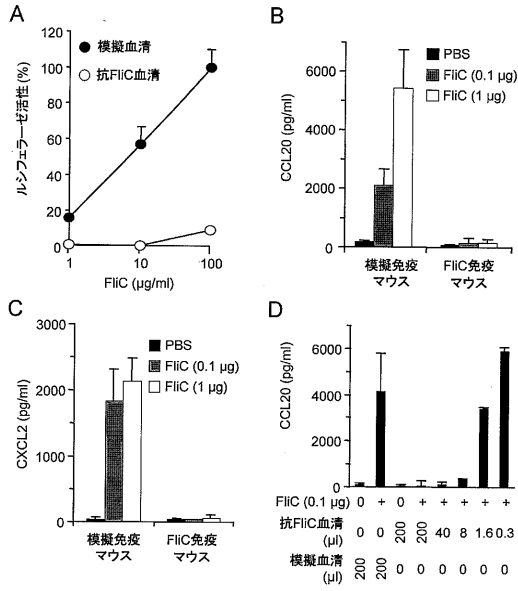 A
ルシフェラーゼ活性 (%)
120
100
80
60
40
20
0
模擬血清
抗FliC血清
1 10 100
FliC (μg/ml)
B
CCL20 (pg/ml)
6000
4000
2000
0
PBS
FliC (0.1 μg)
FliC (1 μg)
模擬免疫 FliC免疫
マウス マウス
C
CXCL2 (pg/ml)
3000
2000
1000
0
PBS
FliC (0.1 μg)
FliC (1 μg)
模擬免疫 FliC免疫
マウス マウス
D
CCL20 (pg/ml)
6000
4000
2000
0
FliC (0.1 μg) 0 + 0 + + + + +
抗FliC血清 (μl) 0 0 200 200 40 8 1.6 0.3
模擬血清 (μl) 200 200 0 0 0 0 0 0